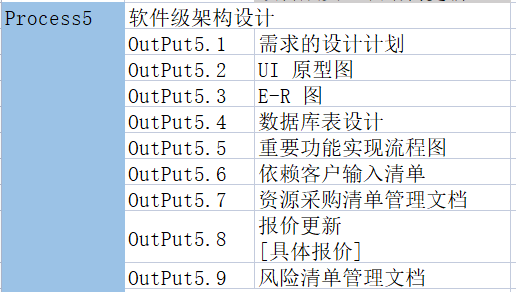 Process5 软件级架构设计
OutPut5.1 需求的设计计划
OutPut5.2 UI 原型图
OutPut5.3 E-R 图
OutPut5.4 数据库表设计
OutPut5.5 重要功能实现流程图
OutPut5.6 依赖客户输入清单
OutPut5.7 资源采购清单管理文档
OutPut5.8 报价更新
[具体报价]
OutPut5.9 风险清单管理文档